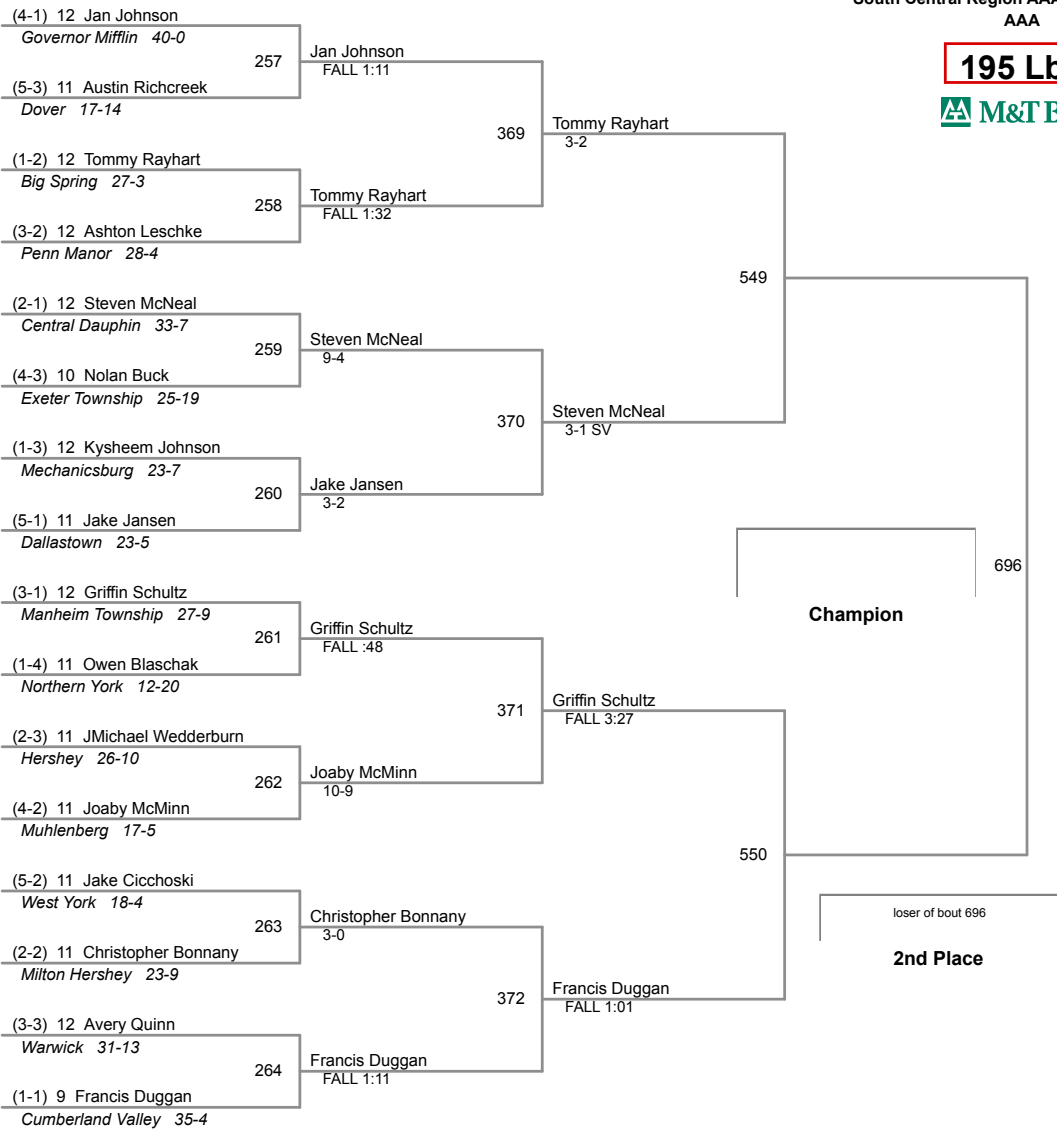 South Central Region AAA
AAA
195 Lb
M&T B
(4-1) 12 Jan Johnson
Governor Mifflin 40-0
257
Jan Johnson
FALL 1:11
(5-3) 11 Austin Richcreek
Dover 17-14
369
Tommy Rayhart
3-2
(1-2) 12 Tommy Rayhart
Big Spring 27-3
258
Tommy Rayhart
FALL 1:32
(3-2) 12 Ashton Leschke
Penn Manor 28-4
549
(2-1) 12 Steven McNeal
Central Dauphin 33-7
259
Steven McNeal
9-4
(4-3) 10 Nolan Buck
Exeter Township 25-19
370
Steven McNeal
3-1 SV
(1-3) 12 Kysheem Johnson
Mechanicsburg 23-7
260
Jake Jansen
3-2
(5-1) 11 Jake Jansen
Dallastown 23-5
696
Champion
(3-1) 12 Griffin Schultz
Manheim Township 27-9
261
Griffin Schultz
FALL :48
(1-4) 11 Owen Blaschak
Northern York 12-20
371
Griffin Schultz
FALL 3:27
(2-3) 11 JMichael Wedderburn
Hershey 26-10
262
Joaby McMinn
10-9
(4-2) 11 Joaby McMinn
Muhlenberg 17-5
550
(5-2) 11 Jake Cicchoski
West York 18-4
263
Christopher Bonnany
3-0
loser of bout 696
2nd Place
(2-2) 11 Christopher Bonnany
Milton Hershey 23-9
372
Francis Duggan
FALL 1:01
(3-3) 12 Avery Quinn
Warwick 31-13
264
Francis Duggan
FALL 1:11
(1-1) 9 Francis Duggan
Cumberland Valley 35-4